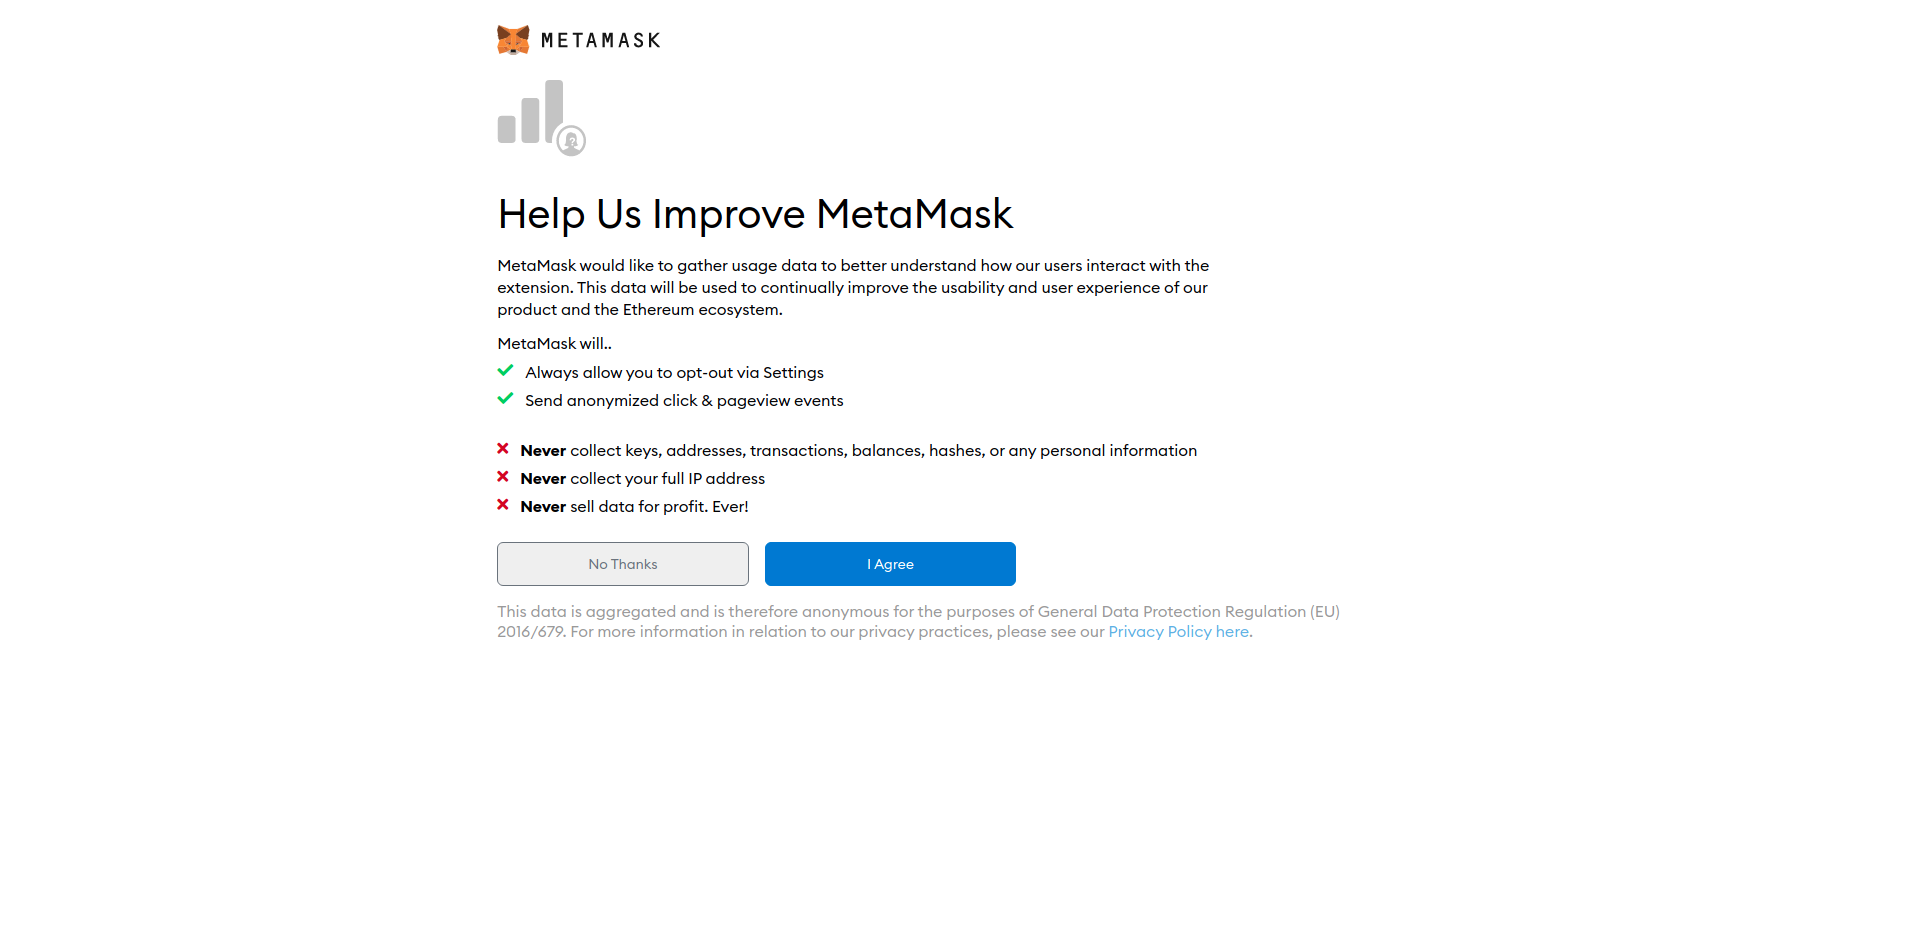 METAMASK
Help Us Improve MetaMask
MetaMask would like to gather usage data to better understand how our users interact with the
extension. This data will be used to continually improve the usability and user experience of our
product and the Ethereum ecosystem.
MetaMask will..
Always allow you to opt-out via Settings
Send anonymized click & pageview events
Never collect keys, addresses, transactions, balances, hashes, or any personal information
Never collect your full IP address
Never sell data for profit. Ever!
No Thanks
I Agree
This data is aggregated and is therefore anonymous for the purposes of General Data Protection Regulation (EU)
2016/679. For more information in relation to our privacy practices, please see our Privacy Policy here.